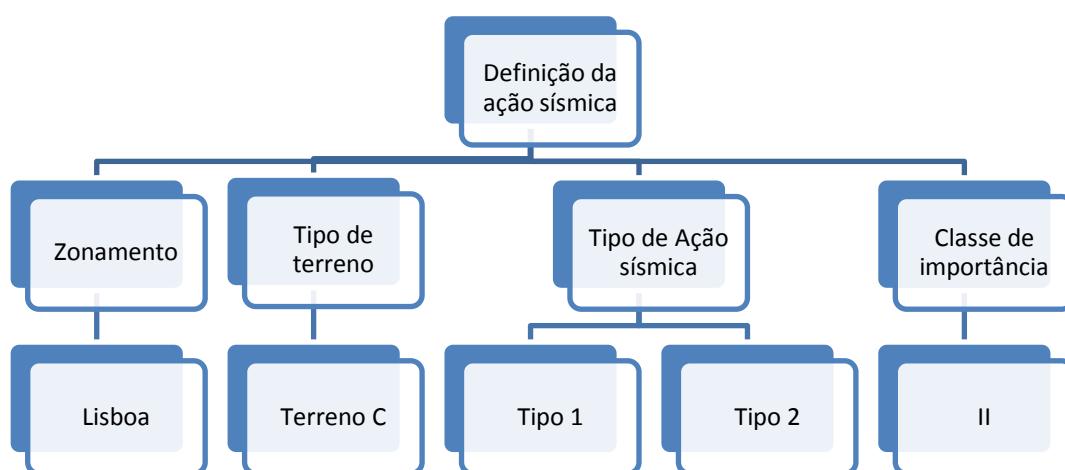 Definição da
ação sísmica
Zonamento
Tipo de
terreno
Tipo de Ação
sísmica
Classe de
importância
Lisboa
Terreno C
Tipo 1
Tipo 2
II